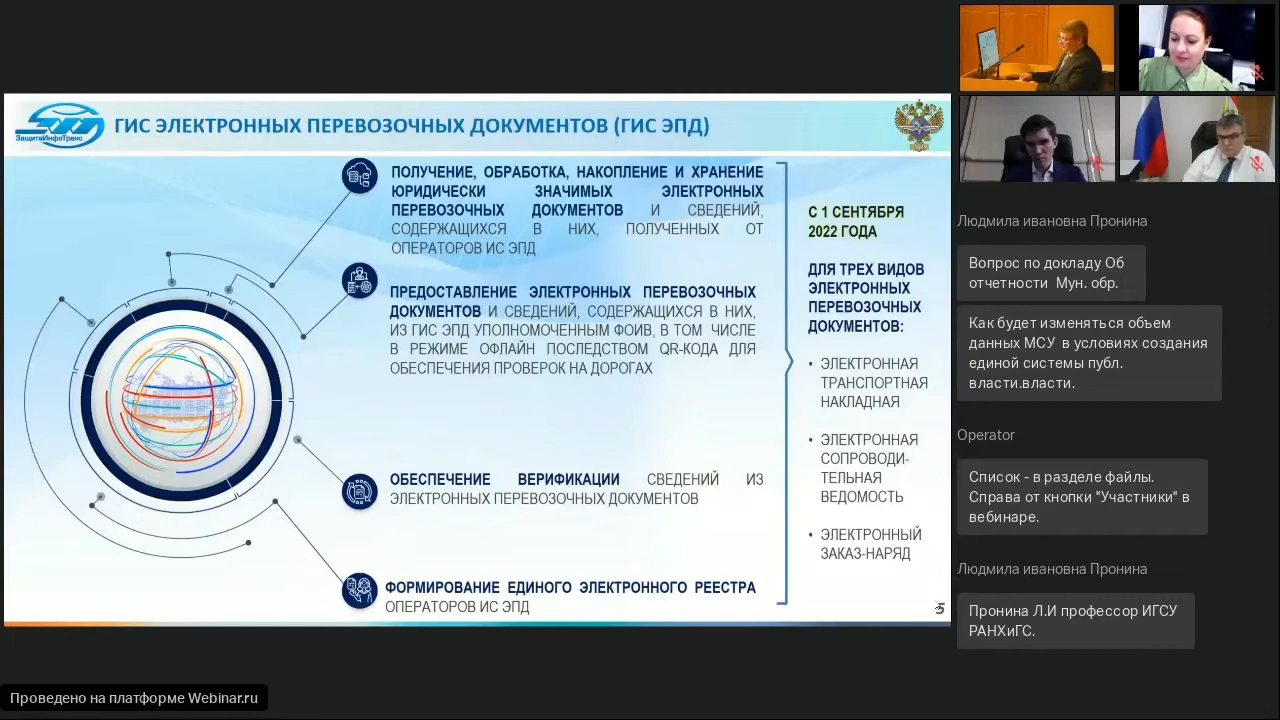 ЗащитаИнфоТранс
ГИС ЭЛЕКТРОННЫХ ПЕРЕВОЗОЧНЫХ ДОКУМЕНТОВ (ГИС ЭПД)
ПОЛУЧЕНИЕ, ОБРАБОТКА, НАКОПЛЕНИЕ И ХРАНЕНИЕ
ЮРИДИЧЕСКИ ЗНАЧИМЫХ ЭЛЕКТРОННЫХ
ПЕРЕВОЗОЧНЫХ ДОКУМЕНТОВ И СВЕДЕНИЙ,
СОДЕРЖАЩИХСЯ В НИХ, ПОЛУЧЕННЫХ ОТ
ОПЕРАТОРОВ ИС ЭПД
ПРЕДОСТАВЛЕНИЕ ЭЛЕКТРОННЫХ ПЕРЕВОЗОЧНЫХ
ДОКУМЕНТОВ И СВЕДЕНИЙ, СОДЕРЖАЩИХСЯ В НИХ,
ИЗ ГИС ЭПД УПОЛНОМОЧЕННЫМ ФОИВ, В ТОМ ЧИСЛЕ
В РЕЖИМЕ ОФЛАЙН ПОСЛЕДСТВОМ QR-КОДА ДЛЯ
ОБЕСПЕЧЕНИЯ ПРОВЕРОК НА ДОРОГАХ
ОБЕСПЕЧЕНИЕ ВЕРИФИКАЦИИ СВЕДЕНИЙ ИЗ
ЭЛЕКТРОННЫХ ПЕРЕВОЗОЧНЫХ ДОКУМЕНТОВ
ФОРМИРОВАНИЕ ЕДИНОГО ЭЛЕКТРОННОГО РЕЕСТРА
ОПЕРАТОРОВ ИС ЭПД
С 1 СЕНТЯБРЯ
2022 ГОДА
ДЛЯ ТРЕХ ВИДОВ
ЭЛЕКТРОННЫХ
ПЕРЕВОЗОЧНЫХ
ДОКУМЕНТОВ:
• ЭЛЕКТРОННАЯ
ТРАНСПОРТНАЯ
НАКЛАДНАЯ
• ЭЛЕКТРОННАЯ
СОПРОВОДИ-
ТЕЛЬНАЯ
ВЕДОМОСТЬ
• ЭЛЕКТРОННЫЙ
ЗАКАЗ-НАРЯД
Людмила ивановна Пронина
Вопрос по докладу Об
отчетности Мун. обр.
Как будет изменяться объем
данных МСУ в условиях создания
единой системы публ.
власти.власти.
Operator
Список - в разделе файлы.
Справа от кнопки "Участники" в
вебинаре.
Людмила ивановна Пронина
Пронина Л.И профессор ИГСУ
РАНХиГС.
Проведено на платформе Webinar.ru